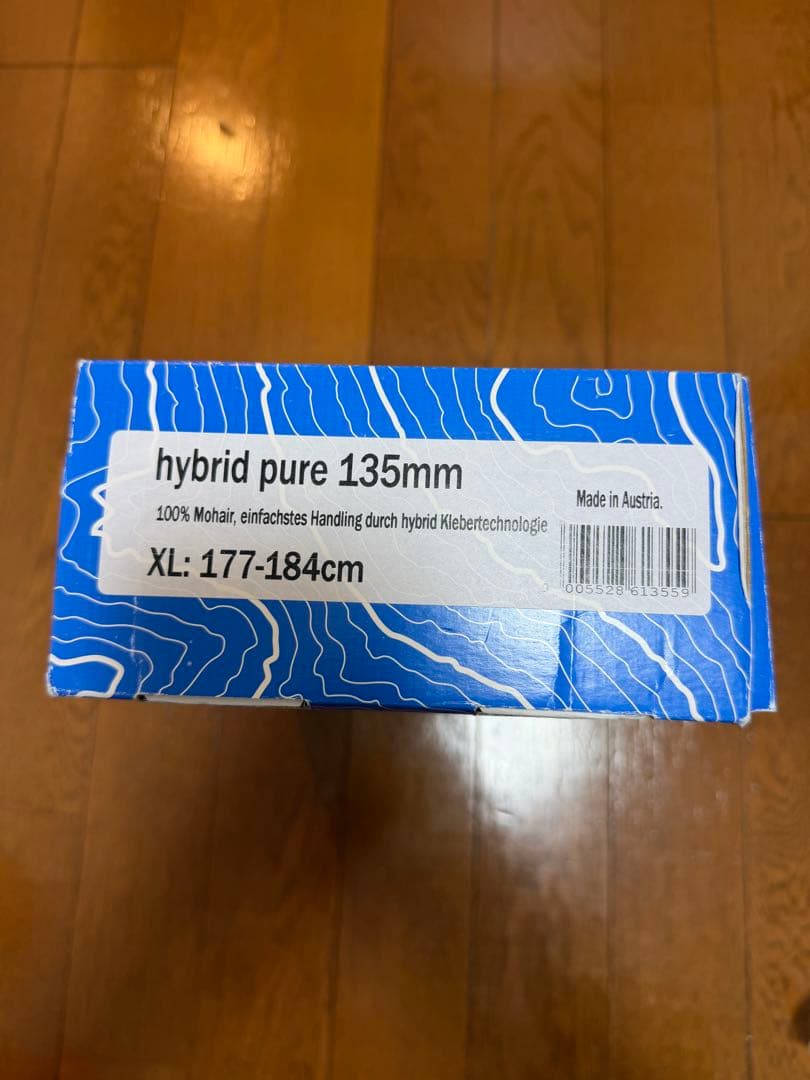 hybrid pure 135mm
100% Mohair, einfachstes Handling durch hybrid Klebertechnologie
XL: 177-184cm
Made in Austria.
005528 613559